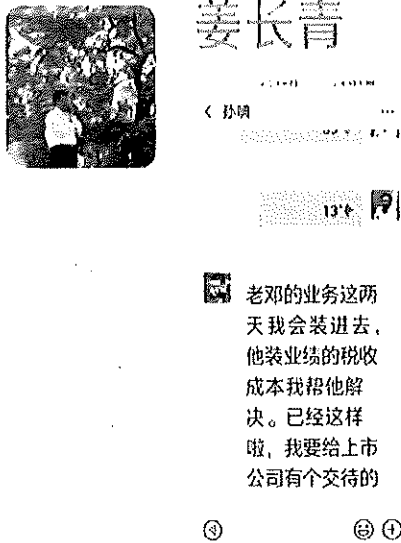 姜长青
孙啸
13"
老邓的业务这两
天我会装进去，
他装业绩的税收
成本我帮他解
决。已经这样
啦，我要给上市
公司有个交待的